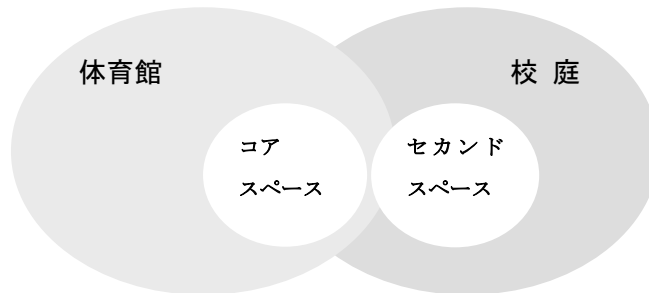 体育館
校 庭
コア
スペース
セカンド
スペース